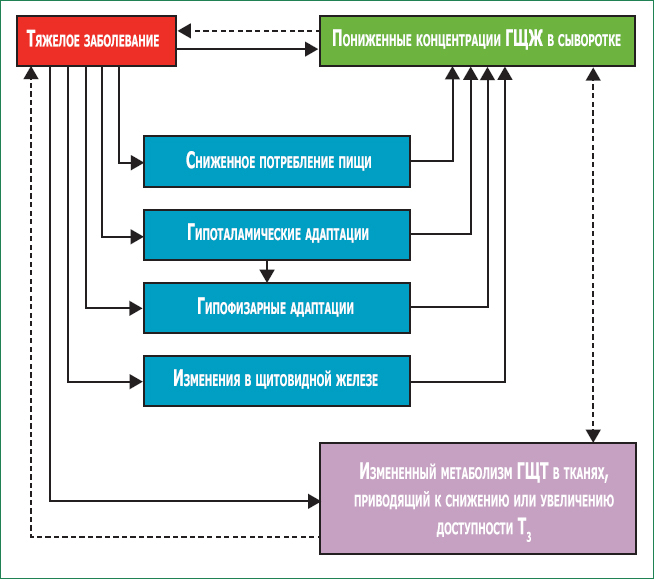 Тяжелое заболевание
Пониженные концентрации ГЩЖ в сыворотке
Сниженное потребление пищи
Гипоталамические адаптации
Гипофизарные адаптации
Изменения в щитовидной железе
Измененный метаболизм ГЩТ в тканях,
приводящий к снижению или увеличению
доступности Т₃